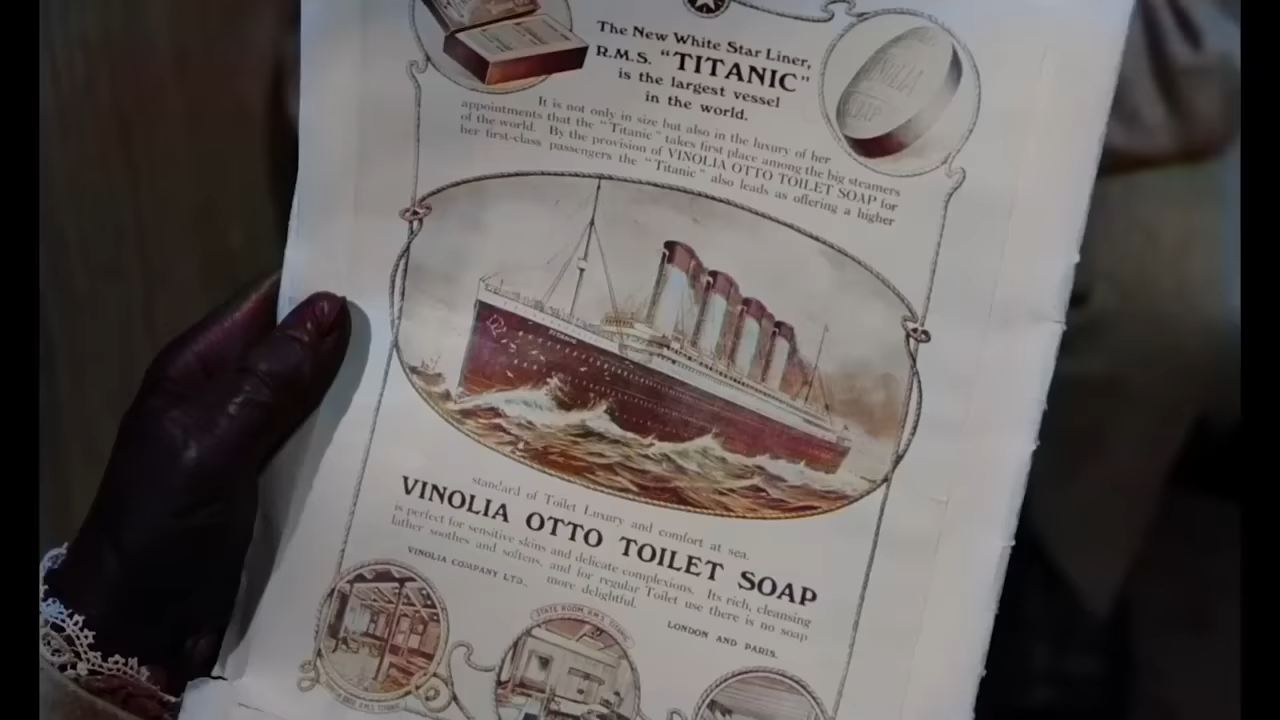 The New White Star Liner,
R.M.S. "TITANIC"
is the largest vessel
in the world.
VINOLIA
SOAP
It is not only in size but also in the luxury of her
appointments that the "Titanic" takes first place among the big steamers
of the world. By the provision of VINOLIA OTTO TOILET SOAP for
her first-class passengers the "Titanic" also leads as offering a higher
TITANIC
standard of Toilet Luxury and comfort at sea.
VINOLIA OTTO TOILET SOAP
is perfect for sensitive skins and delicate complexions. Its rich, cleansing
lather soothes and softens, and for regular Toilet use there is no soap
more delightful.
VINOLIA COMPANY LTD.,
LONDON AND PARIS.
STATE ROOM, R.M.S. TITANIC
R.M.S. TITANIC